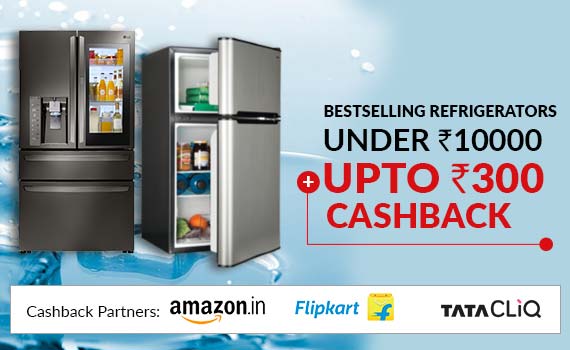 BESTSELLING REFRIGERATORS
UNDER ₹10000
+ UPTO ₹300
CASHBACK
Cashback Partners: amazon.in Flipkart TATA CLiQ